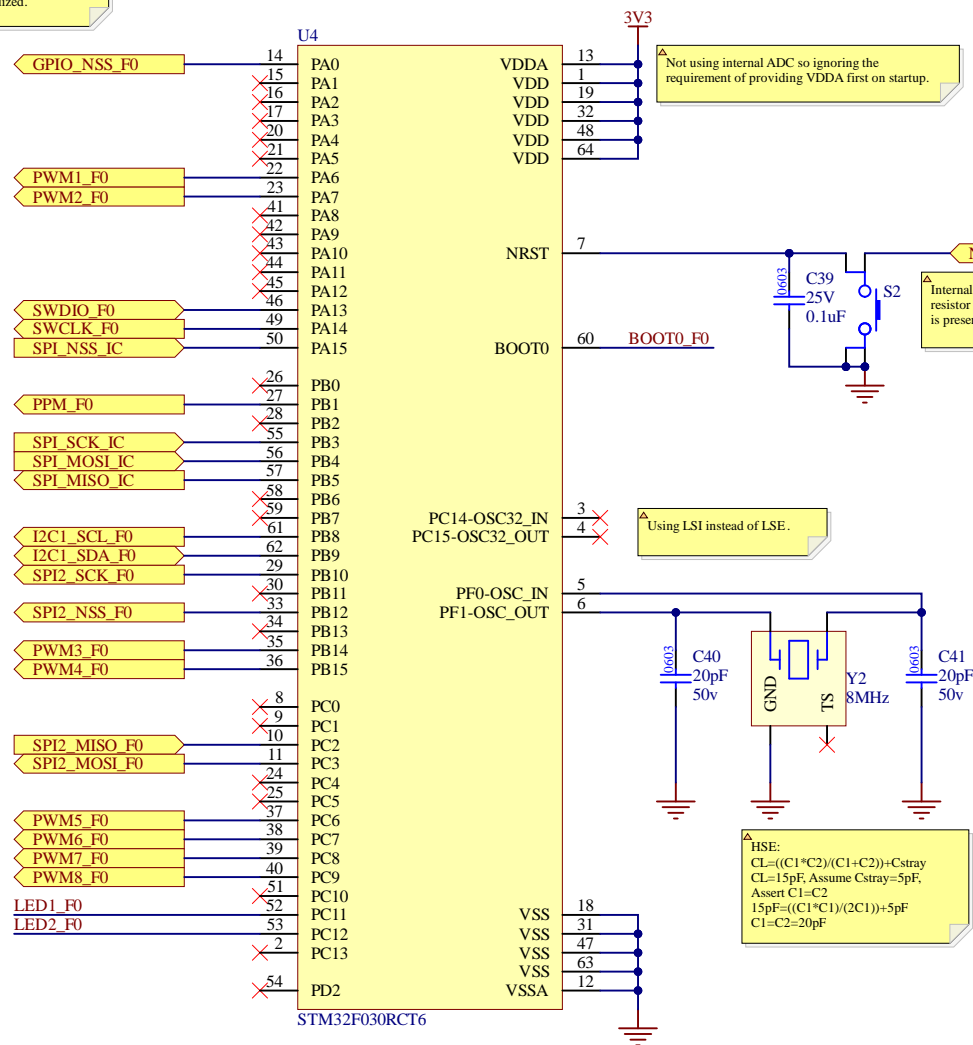 ized.
U4
3V3
GPIO_NSS_F0 14 PA0
15 PA1
16 PA2
17 PA3
20 PA4
21 PA5
PWM1_F0 22 PA6
PWM2_F0 23 PA7
41 PA8
42 PA9
43 PA10
44 PA11
45 PA12
SWDIO_F0 46 PA13
SWCLK_F0 49 PA14
SPI_NSS_IC 50 PA15
26 PB0
PPM_F0 27 PB1
28 PB2
SPI_SCK_IC 55 PB3
SPI_MOSI_IC 56 PB4
SPI_MISO_IC 57 PB5
58 PB6
59 PB7
I2C1_SCL_F0 61 PB8
I2C1_SDA_F0 62 PB9
SPI2_SCK_F0 29 PB10
30 PB11
SPI2_NSS_F0 33 PB12
34 PB13
PWM3_F0 35 PB14
PWM4_F0 36 PB15
8 PC0
9 PC1
SPI2_MISO_F0 10 PC2
SPI2_MOSI_F0 11 PC3
24 PC4
25 PC5
PWM5_F0 37 PC6
PWM6_F0 38 PC7
PWM7_F0 39 PC8
PWM8_F0 40 PC9
51 PC10
LED1_F0 52 PC11
LED2_F0 53 PC12
2 PC13
54 PD2
STM32F030RCT6
VDDA 13
VDD 1
VDD 19
VDD 32
VDD 48
VDD 64
Not using internal ADC so ignoring the
requirement of providing VDDA first on startup.
NRST 7
0603
C39
25V
0.1uF
S2
N
Internal
resistor
is presen
BOOT0 60 BOOT0_F0
PC14-OSC32_IN 3
PC15-OSC32_OUT 4
Using LSI instead of LSE.
PF0-OSC_IN 5
PF1-OSC_OUT 6
0603
C40
20pF
50v
GND
TS
Y2
8MHz
0603
C41
20pF
50v
HSE:
CL=((C1*C2)/(C1+C2))+Cstray
CL=15pF, Assume Cstray=5pF,
Assert C1=C2
15pF=((C1*C1)/(2C1))+5pF
C1=C2=20pF
VSS 18
VSS 31
VSS 47
VSS 63
VSSA 12